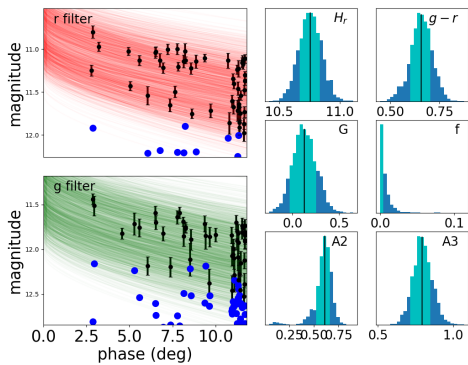 r filter
11.0
11.5
12.0
magnitude
g filter
11.5
12.0
12.5
magnitude
0.0 2.5 5.0 7.5 10.0
phase (deg)
H_r
10.5 11.0
g − r
0.50 0.75
G
0.0 0.5
f
0.0 0.1
A2
0.25 0.50 0.75
A3
0.5 1.0